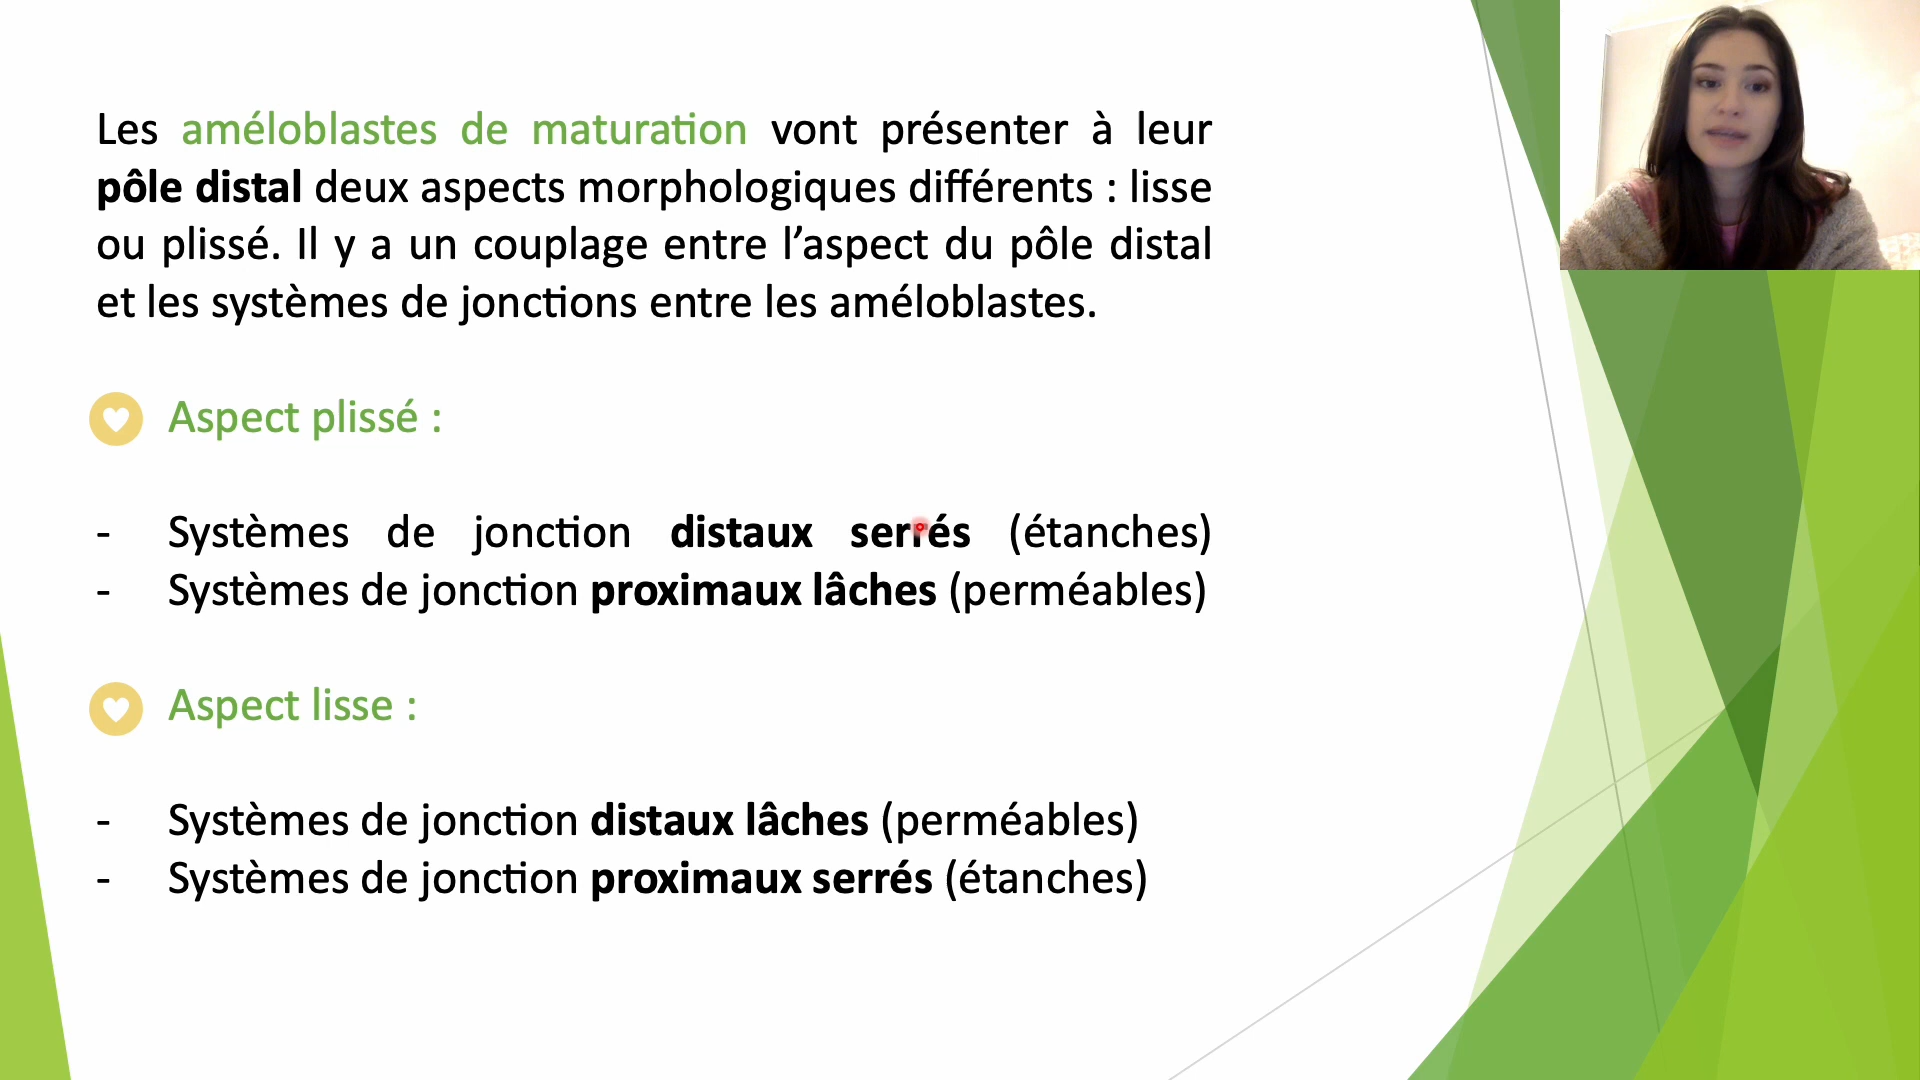 Les améloblastes de maturation vont présenter à leur
pôle distal deux aspects morphologiques différents : lisse
ou plissé. Il y a un couplage entre l’aspect du pôle distal
et les systèmes de jonctions entre les améloblastes.
Aspect plissé :
- Systèmes de jonction distaux serrés (étanches)
- Systèmes de jonction proximaux lâches (perméables)
Aspect lisse :
- Systèmes de jonction distaux lâches (perméables)
- Systèmes de jonction proximaux serrés (étanches)